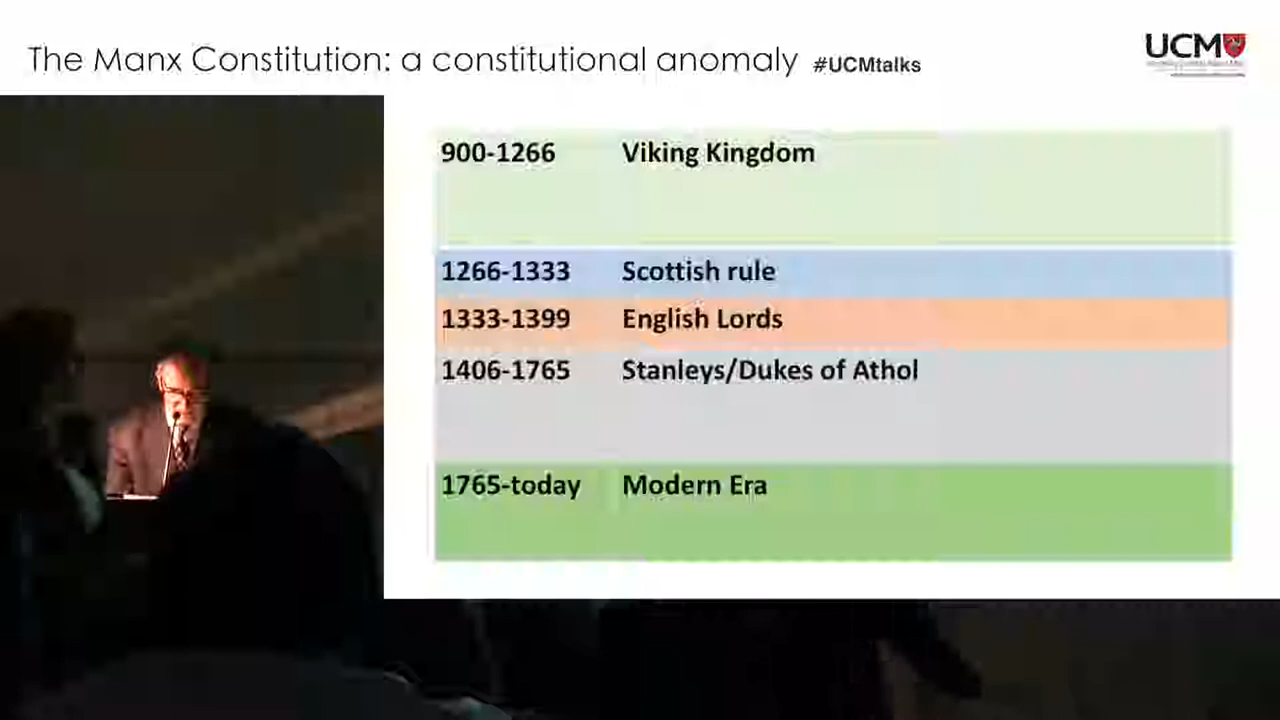 The Manx Constitution: a constitutional anomaly #UCMtalks
UCM
900-1266 Viking Kingdom
1266-1333 Scottish rule
1333-1399 English Lords
1406-1765 Stanleys/Dukes of Athol
1765-today Modern Era